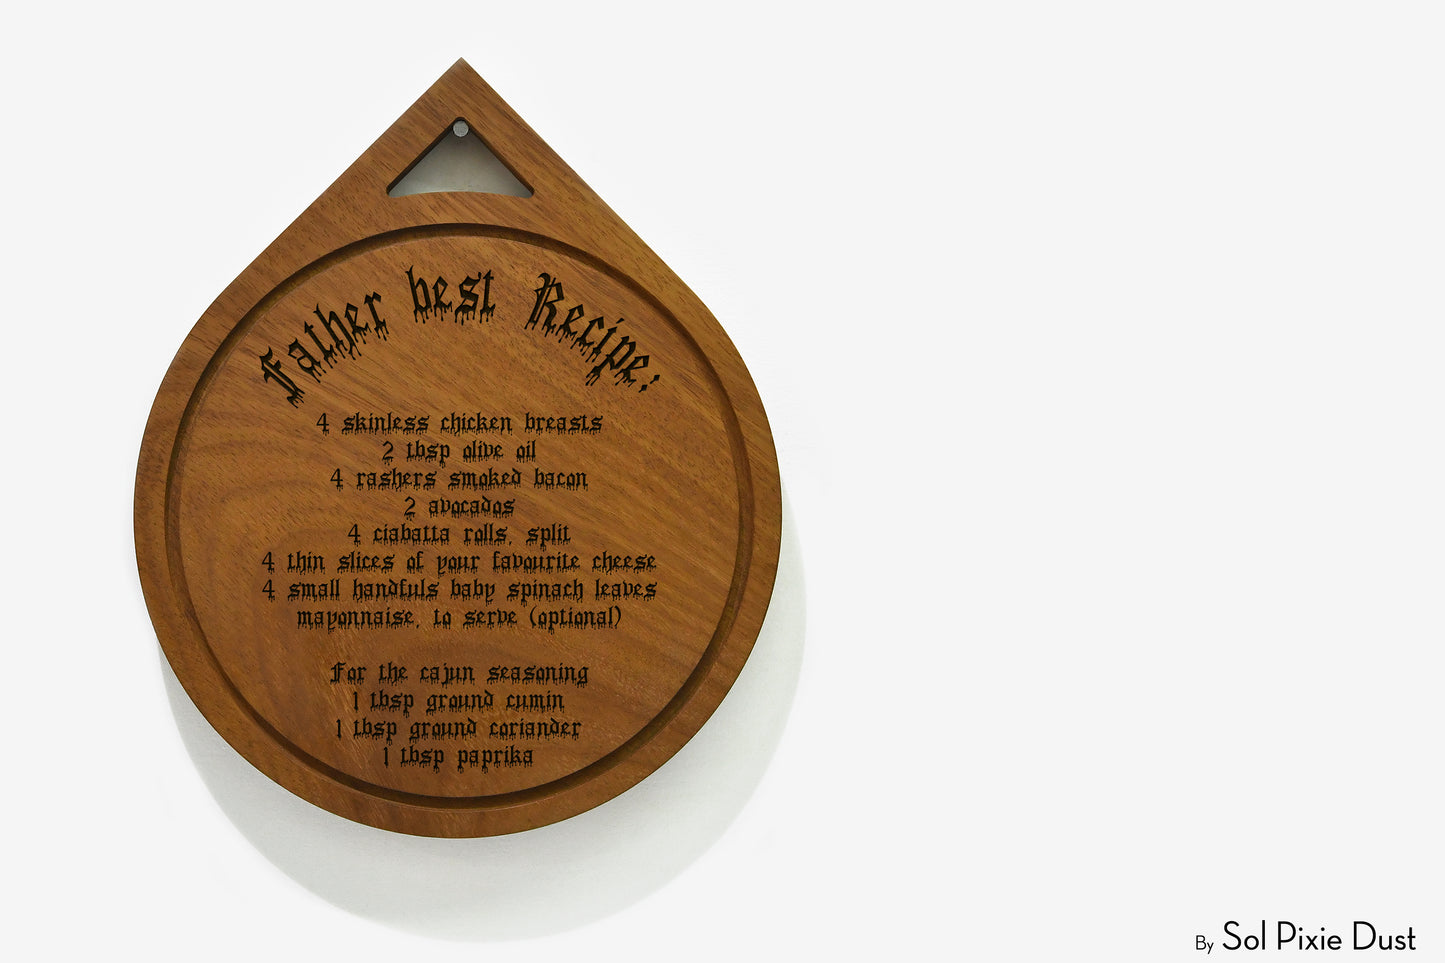 Father best Recipe:
4 skinless chicken breasts
2 tbsp olive oil
4 rashers smoked bacon
2 avocados
4 ciabatta rolls, split
4 thin slices of your favourite cheese
4 small handfuls baby spinach leaves
mayonnaise, to serve (optional)
For the cajun seasoning
1 tbsp ground cumin
1 tbsp ground coriander
1 tbsp paprika
By Sol Pixie Dust